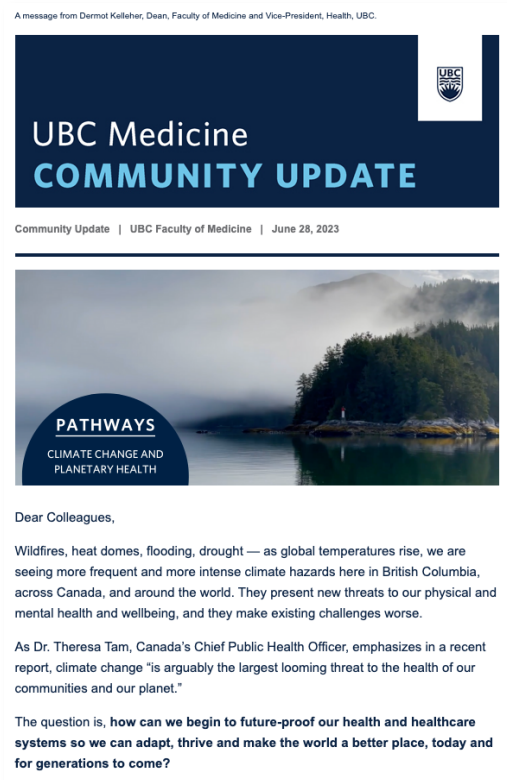 A message from Dermot Kelleher, Dean, Faculty of Medicine and Vice-President, Health, UBC.
UBC
UBC Medicine
COMMUNITY UPDATE
Community Update | UBC Faculty of Medicine | June 28, 2023
PATHWAYS
CLIMATE CHANGE AND
PLANETARY HEALTH
Dear Colleagues,
Wildfires, heat domes, flooding, drought — as global temperatures rise, we are
seeing more frequent and more intense climate hazards here in British Columbia,
across Canada, and around the world. They present new threats to our physical and
mental health and wellbeing, and they make existing challenges worse.
As Dr. Theresa Tam, Canada’s Chief Public Health Officer, emphasizes in a recent
report, climate change “is arguably the largest looming threat to the health of our
communities and our planet.”
The question is, how can we begin to future-proof our health and healthcare
systems so we can adapt, thrive and make the world a better place, today and
for generations to come?